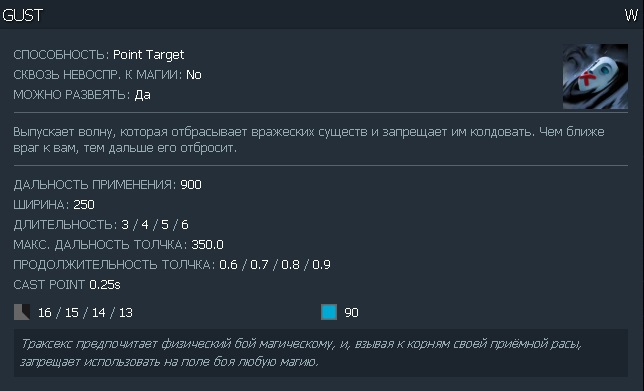 GUST W
СПОСОБНОСТЬ: Point Target
СКВОЗЬ НЕВОСПР. К МАГИИ: No
МОЖНО РАЗВЕЯТЬ: Да
Выпускает волну, которая отбрасывает вражеских существ и запрещает им колдовать. Чем ближе
враг к вам, тем дальше его отбросит.
ДАЛЬНОСТЬ ПРИМЕНЕНИЯ: 900
ШИРИНА: 250
ДЛИТЕЛЬНОСТЬ: 3 / 4 / 5 / 6
МАКС. ДАЛЬНОСТЬ ТОЛЧКА: 350.0
ПРОДОЛЖИТЕЛЬНОСТЬ ТОЛЧКА: 0.6 / 0.7 / 0.8 / 0.9
CAST POINT 0.25s
16 / 15 / 14 / 13 90
Траксекс предпочитает физический бой магическому, и, взывая к корням своей приёмной расы,
запрещает использовать на поле боя любую магию.